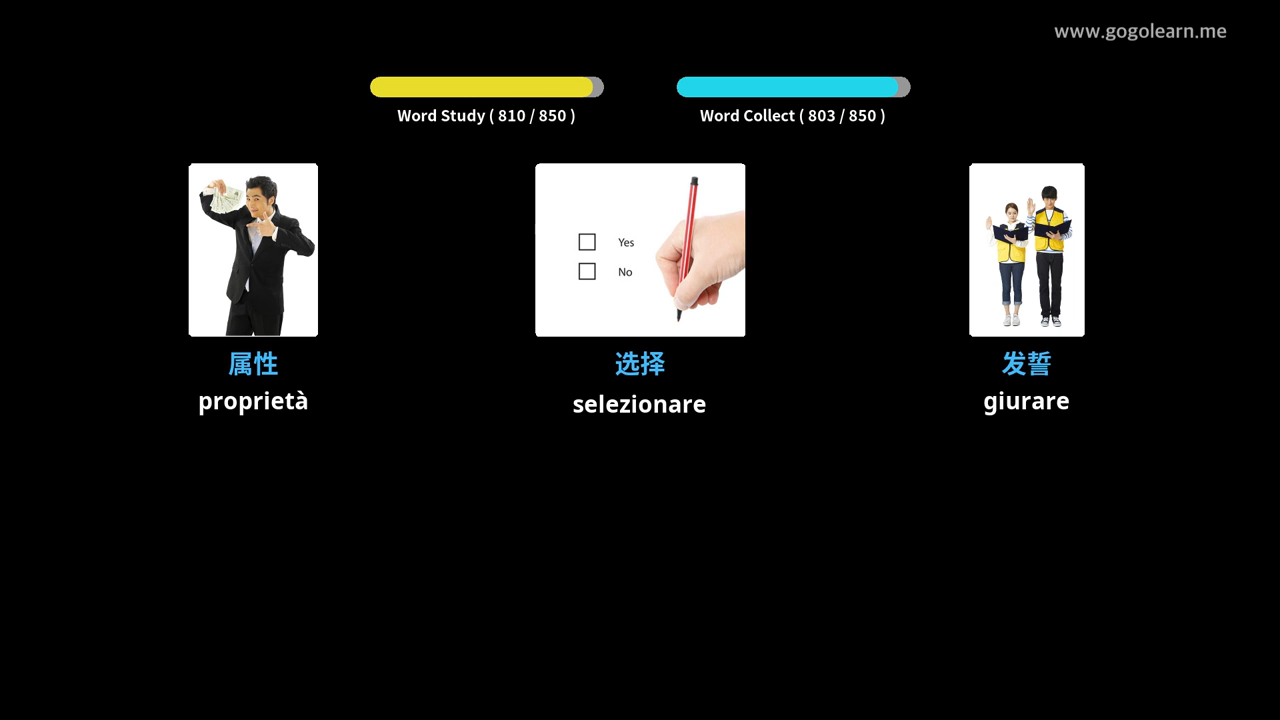 www.gogolearn.me
Word Study ( 810 / 850 )
Word Collect ( 803 / 850 )
Yes
No
属性
选择
发誓
proprietà
selezionare
giurare